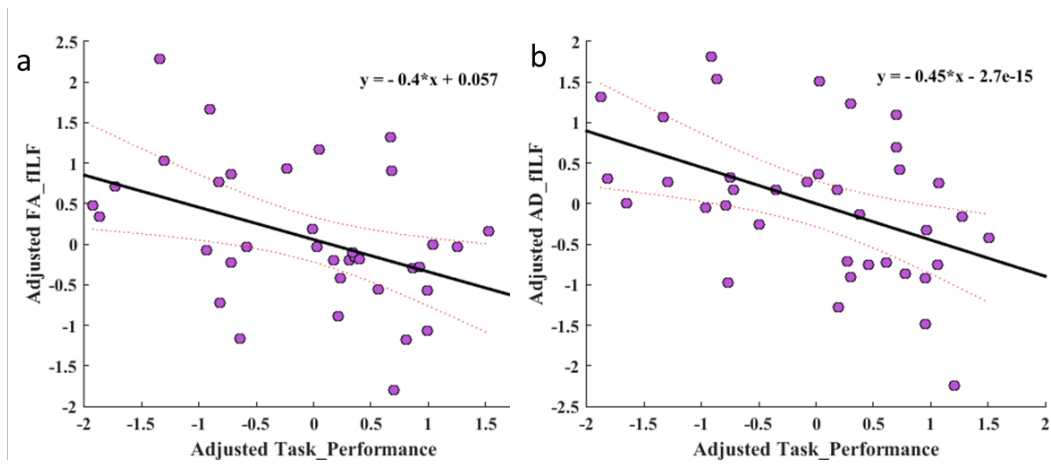 a
2.5
2
1.5
1
0.5
0
-0.5
-1
-1.5
-2
Adjusted FA_fILF
y = - 0.4*x + 0.057
-2 -1.5 -1 -0.5 0 0.5 1 1.5
Adjusted Task_Performance
b
2
1.5
1
0.5
0
-0.5
-1
-1.5
-2
-2.5
Adjusted AD_fILF
y = - 0.45*x - 2.7e-15
-2 -1.5 -1 -0.5 0 0.5 1 1.5 2
Adjusted Task_Performance